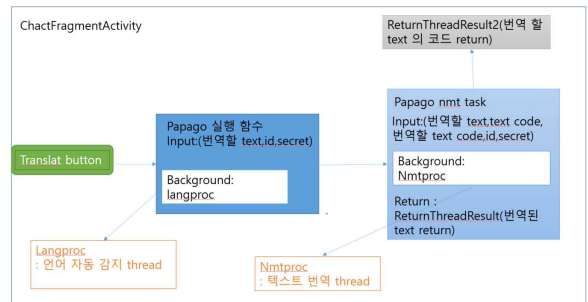 ChactFragmentActivity
ReturnThreadResult2(번역 할
text 의 코드 return)
Papago 실행 함수
Input:(번역할 text,id,secret)
Papago nmt task
Input:(번역할 text,text code,
번역할 text code,id,secret)
Translat button
Background:
langproc
Background:
Nmtproc
Return :
ReturnThreadResult(번역된
text return)
Langproc
: 언어 자동 감지 thread
Nmtproc
: 텍스트 번역 thread